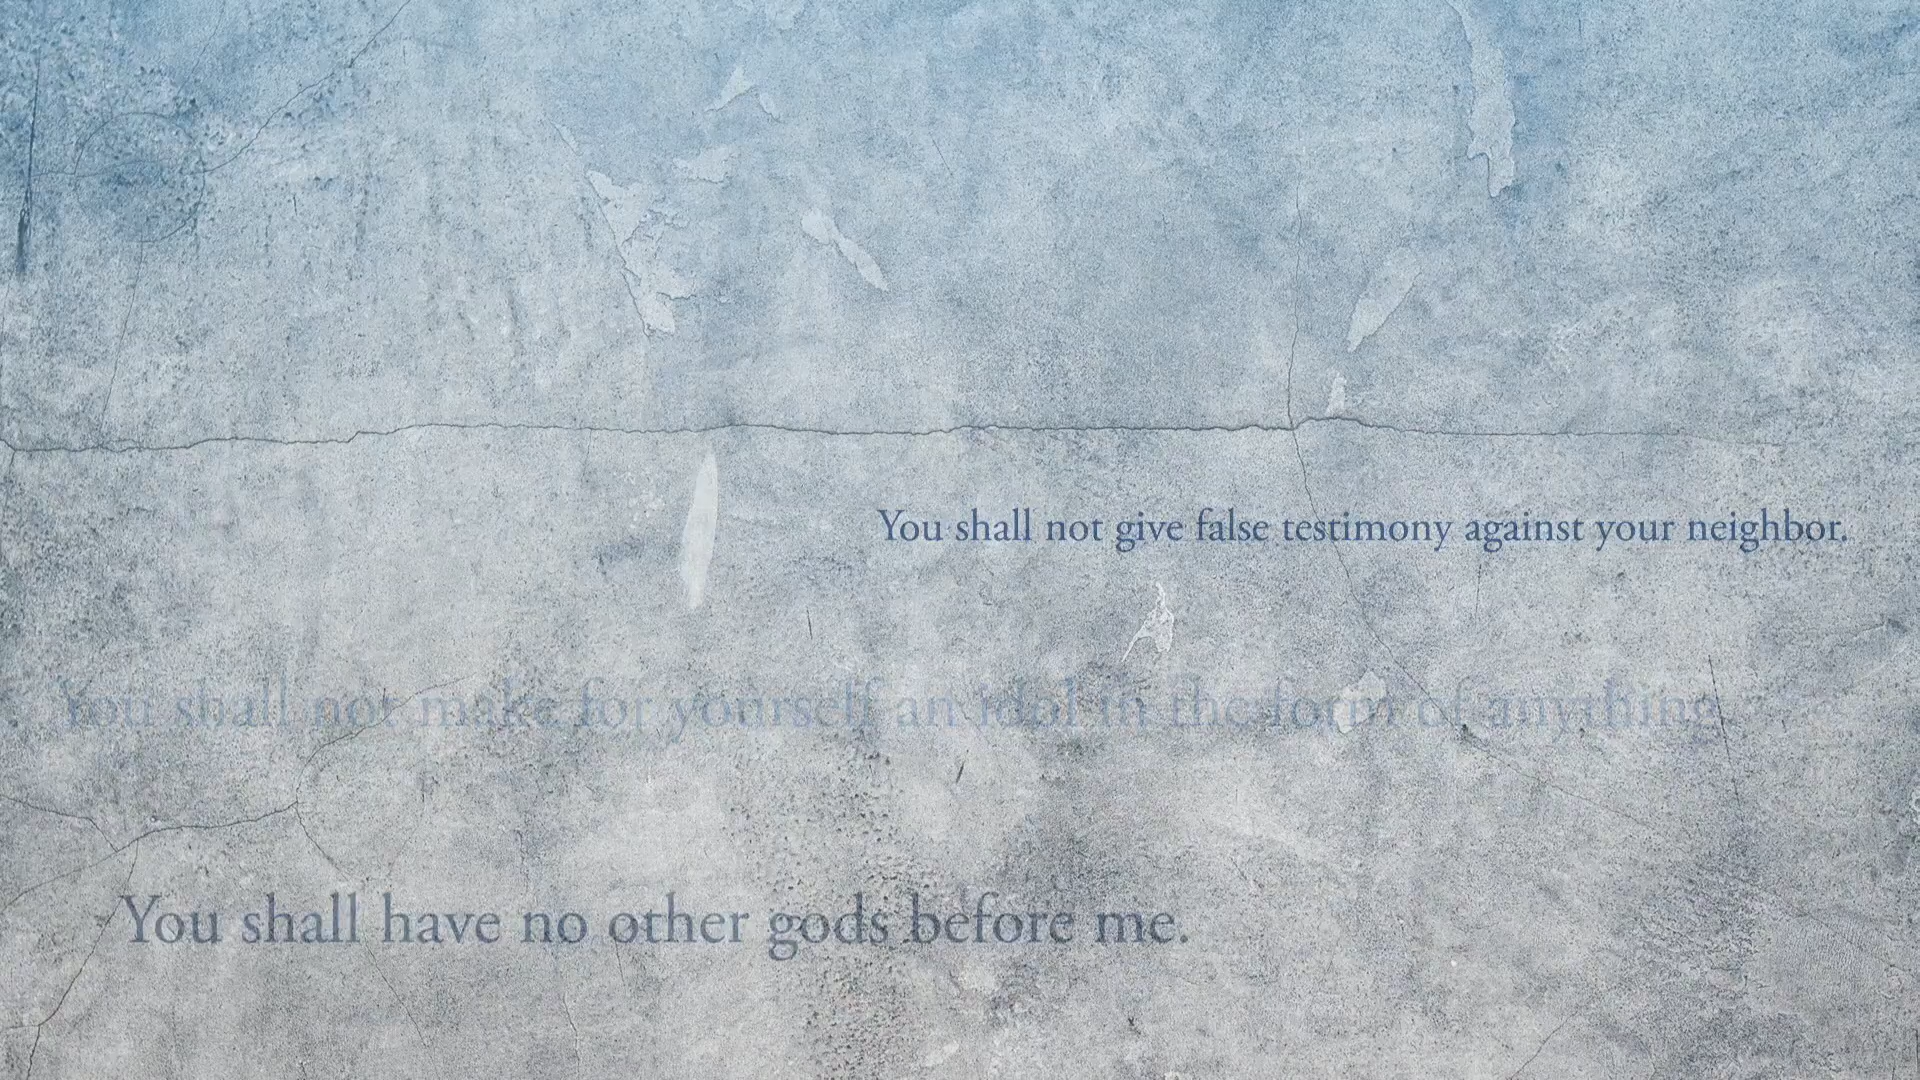 You shall not give false testimony against your neighbor.
You shall not make for yourself an idol in the form of anything
You shall have no other gods before me.